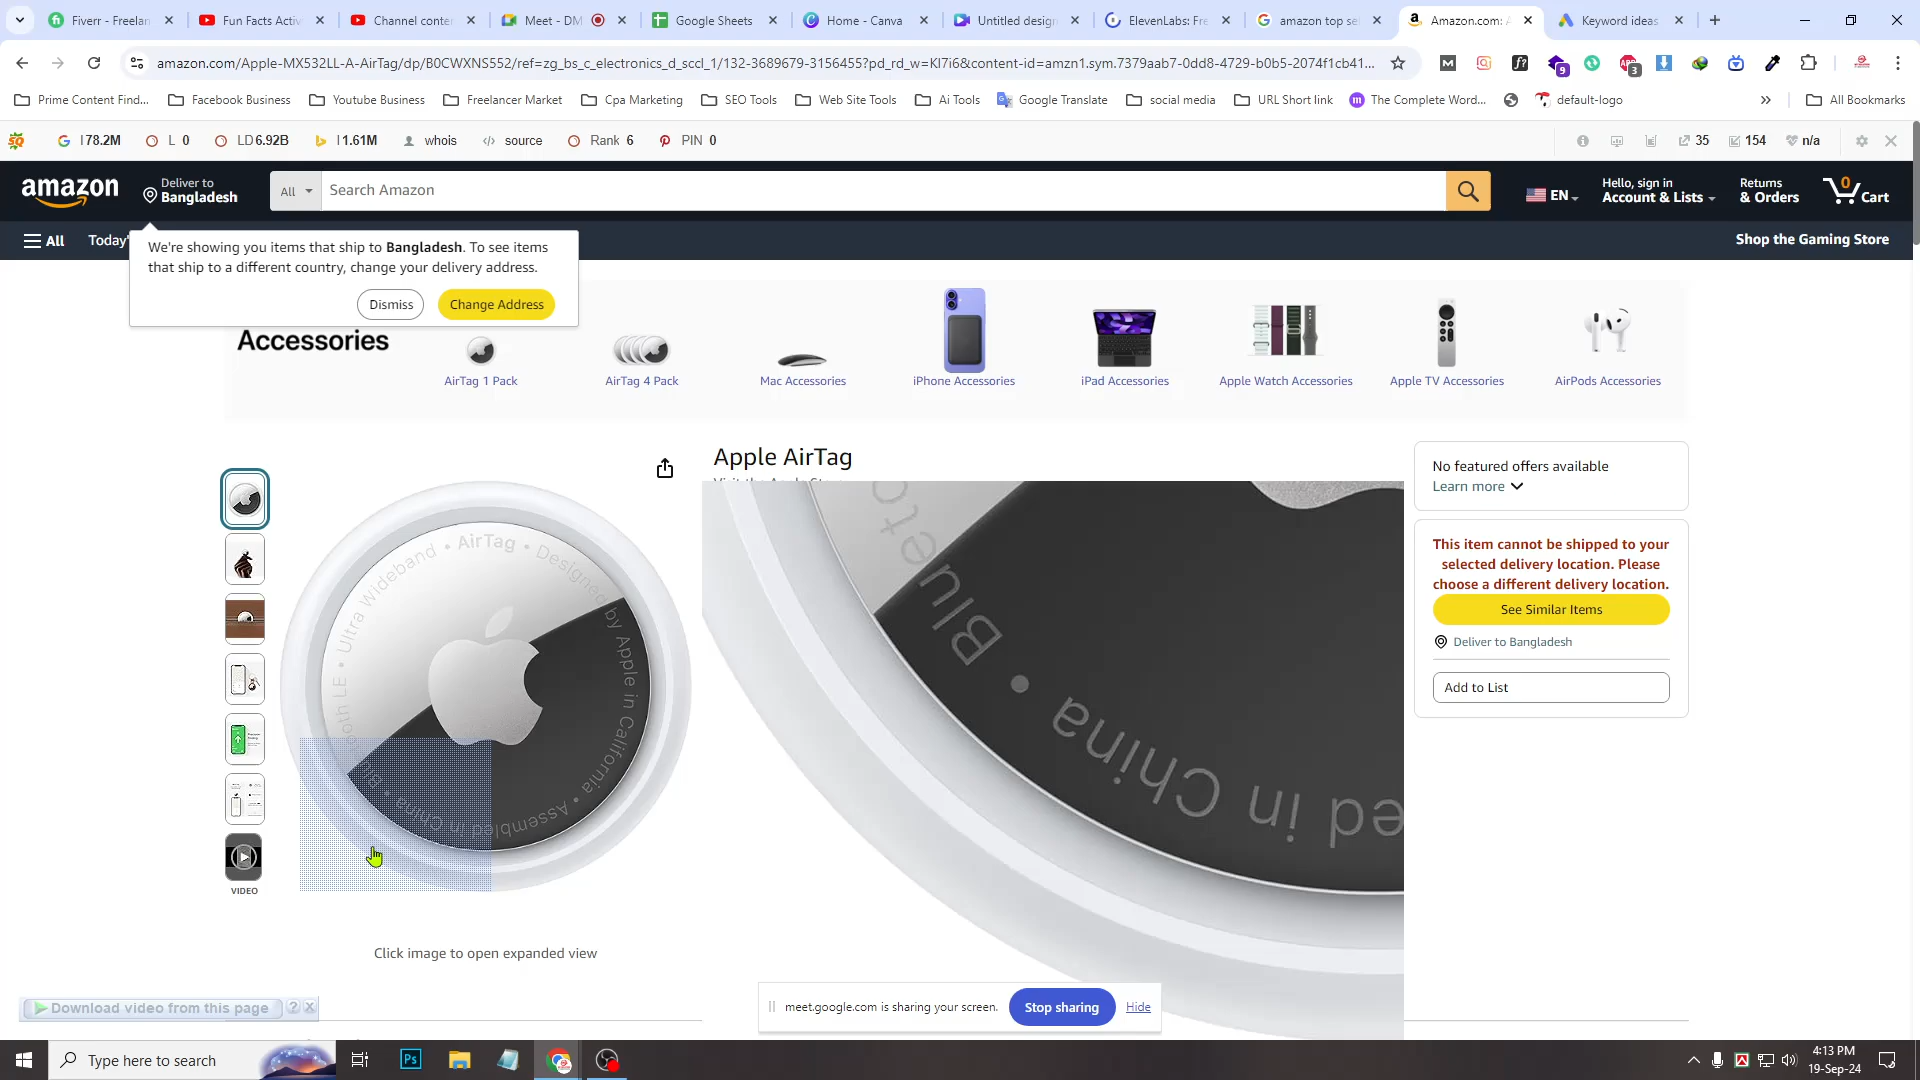 Fiverr - Freelan
Fun Facts Activ
Channel conten
Meet - DM
Google Sheets
Home - Canva
Untitled design
ElevenLabs: Fre
amazon top se
Amazon.com: A
Keyword ideas
amazon.com/Apple-MX532LL-A-AirTag/dp/B0CWXNS552/ref=zg_bs_c_electronics_d_sccl_1/132-3689679-3156455?pd_rd_w=KI7i6&content-id=amzn1.sym.7379aab7-0dd8-4729-b0b5-2074f1cb41...
Prime Content Find...
Facebook Business
Youtube Business
Freelancer Market
Cpa Marketing
SEO Tools
Web Site Tools
Ai Tools
Google Translate
social media
URL Short link
The Complete Word...
default-logo
All Bookmarks
I 78.2M
L 0
LD 6.92B
I 1.61M
whois
source
Rank 6
PIN 0
35
154
n/a
amazon
Deliver to
Bangladesh
All
Search Amazon
EN
Hello, sign in
Account & Lists
Returns
& Orders
0
Cart
All
Today'
Shop the Gaming Store
We're showing you items that ship to Bangladesh. To see items
that ship to a different country, change your delivery address.
Dismiss
Change Address
Accessories
AirTag 1 Pack
AirTag 4 Pack
Mac Accessories
iPhone Accessories
iPad Accessories
Apple Watch Accessories
Apple TV Accessories
AirPods Accessories
Apple AirTag
No featured offers available
Learn more
This item cannot be shipped to your
selected delivery location. Please
choose a different delivery location.
See Similar Items
Deliver to Bangladesh
Add to List
• AirTag • Designed by Apple in California • Assembled in China • Bluetooth LE • Ultra Wideband
Blueto
• Blu
ed in China
VIDEO
Click image to open expanded view
Download video from this page
?
meet.google.com is sharing your screen.
Stop sharing
Hide
Type here to search
Ps
4:13 PM
19-Sep-24